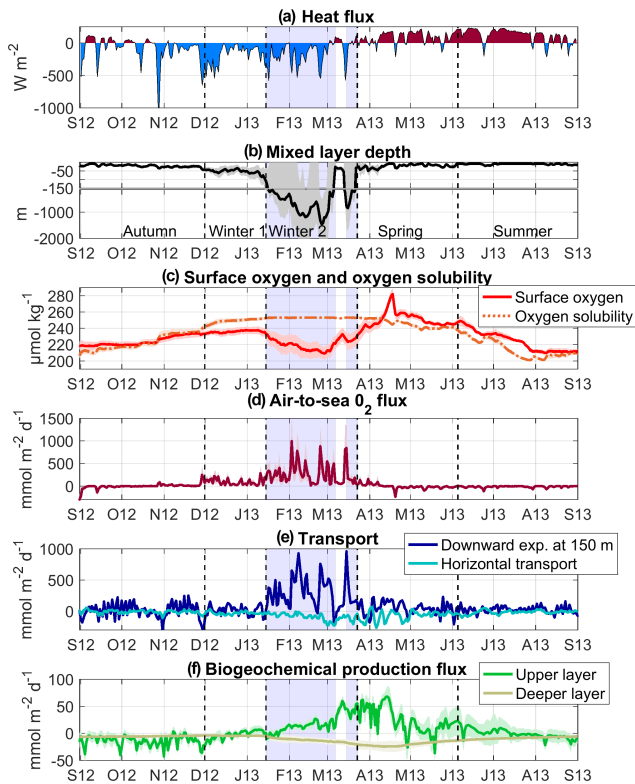 (a) Heat flux
W m-2
0
-500
-1000
S12 O12 N12 D12 J13 F13 M13 A13 M13 J13 J13 A13 S13
(b) Mixed layer depth
-50
-150
-1000
-2000
m
Autumn Winter 1 Winter 2 Spring Summer
S12 O12 N12 D12 J13 F13 M13 A13 M13 J13 J13 A13 S13
(c) Surface oxygen and oxygen solubility
Surface oxygen
Oxygen solubility
μmol kg-1
280
260
240
220
200
S12 O12 N12 D12 J13 F13 M13 A13 M13 J13 J13 A13 S13
(d) Air-to-sea 02 flux
mmol m-2 d-1
1500
1000
500
0
S12 O12 N12 D12 J13 F13 M13 A13 M13 J13 J13 A13 S13
(e) Transport
Downward exp. at 150 m
Horizontal transport
mmol m-2 d-1
1000
500
0
S12 O12 N12 D12 J13 F13 M13 A13 M13 J13 J13 A13 S13
(f) Biogeochemical production flux
Upper layer
Deeper layer
mmol m-2 d-1
100
50
0
-50
S12 O12 N12 D12 J13 F13 M13 A13 M13 J13 J13 A13 S13